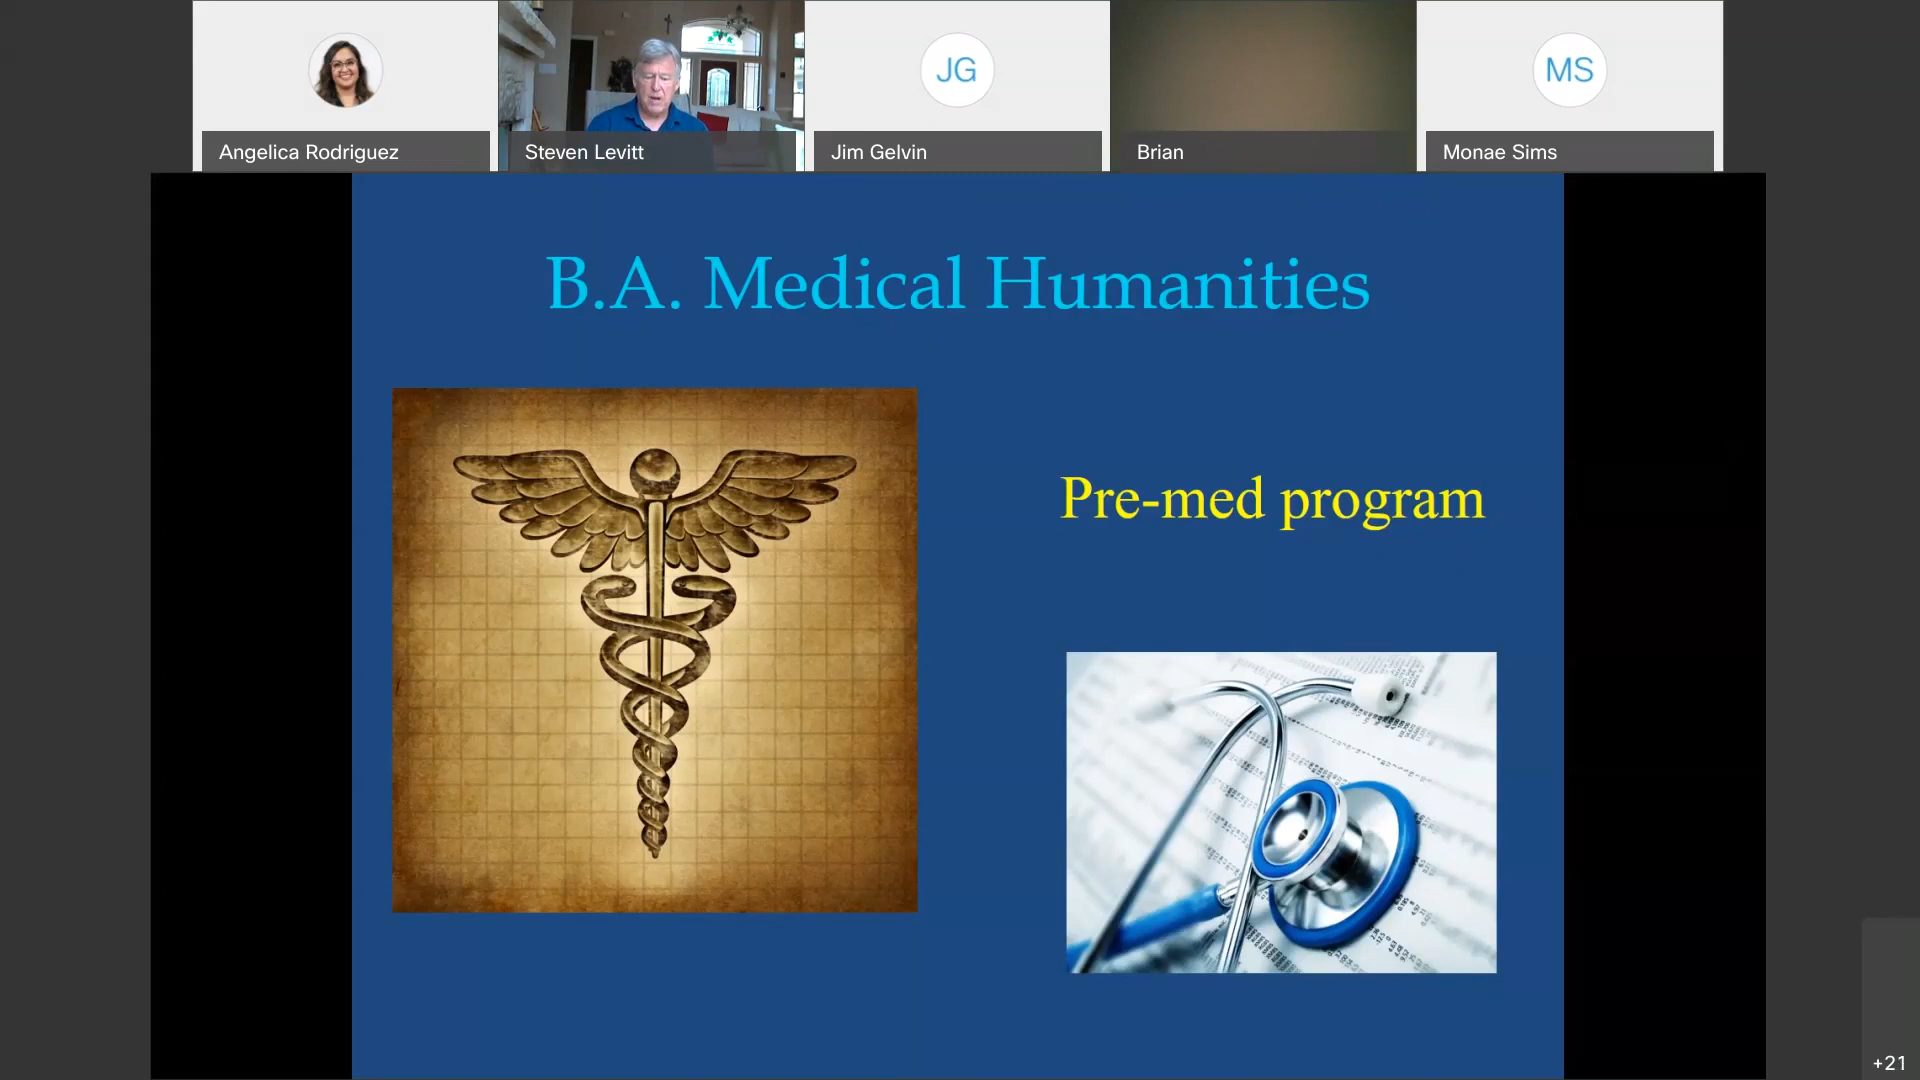 JG
MS
Angelica Rodriguez
Steven Levitt
Jim Gelvin
Brian
Monae Sims
B.A. Medical Humanities
Pre-med program
+21